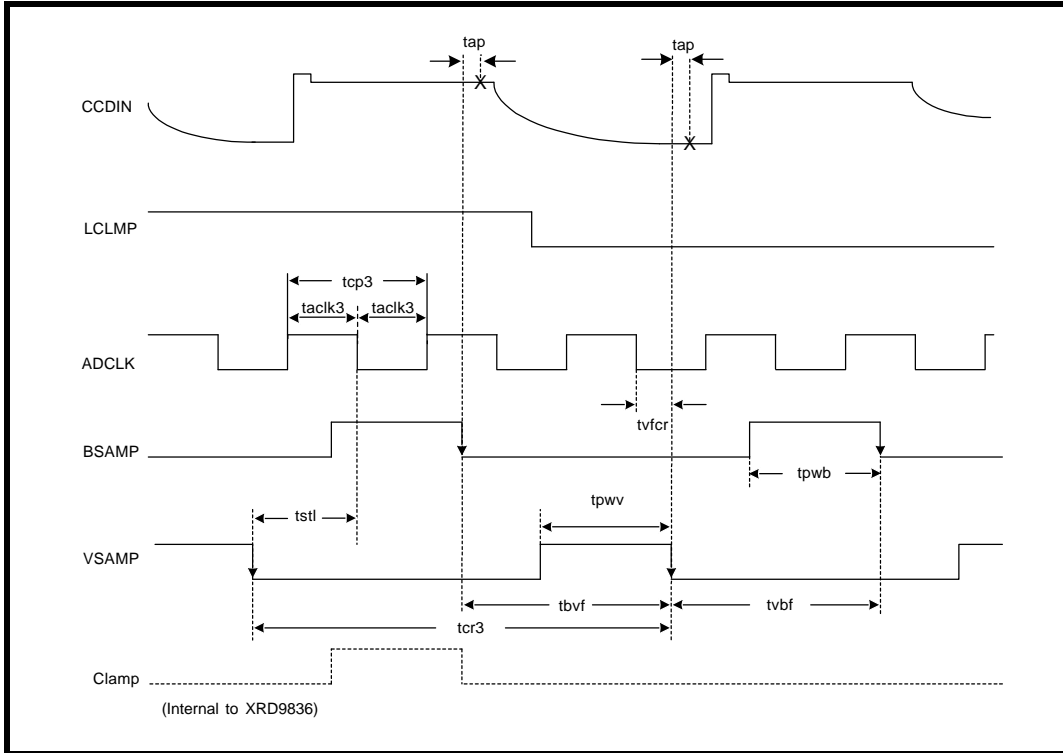 tap
tap
CCDIN
X
X
LCLMP
tcp3
taclk3 taclk3
ADCLK
tvfcr
BSAMP
tpwb
tpwv
tstl
VSAMP
tbvf
tvbf
tcr3
Clamp
(Internal to XRD9836)